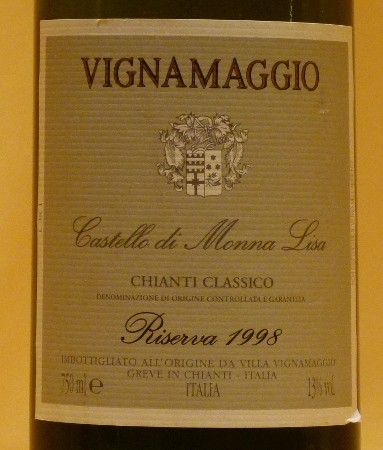 VIGNAMAGGIO
Castello di Monna Lisa
CHIANTI CLASSICO
DENOMINAZIONE DI ORIGINE CONTROLLATA E GARANTITA
Riserva 1998
IMBOTTIGLIATO ALL'ORIGINE DA VILLA VIGNAMAGGIO
GREVE IN CHIANTI - ITALIA
750 ml e ITALIA 13% vol.